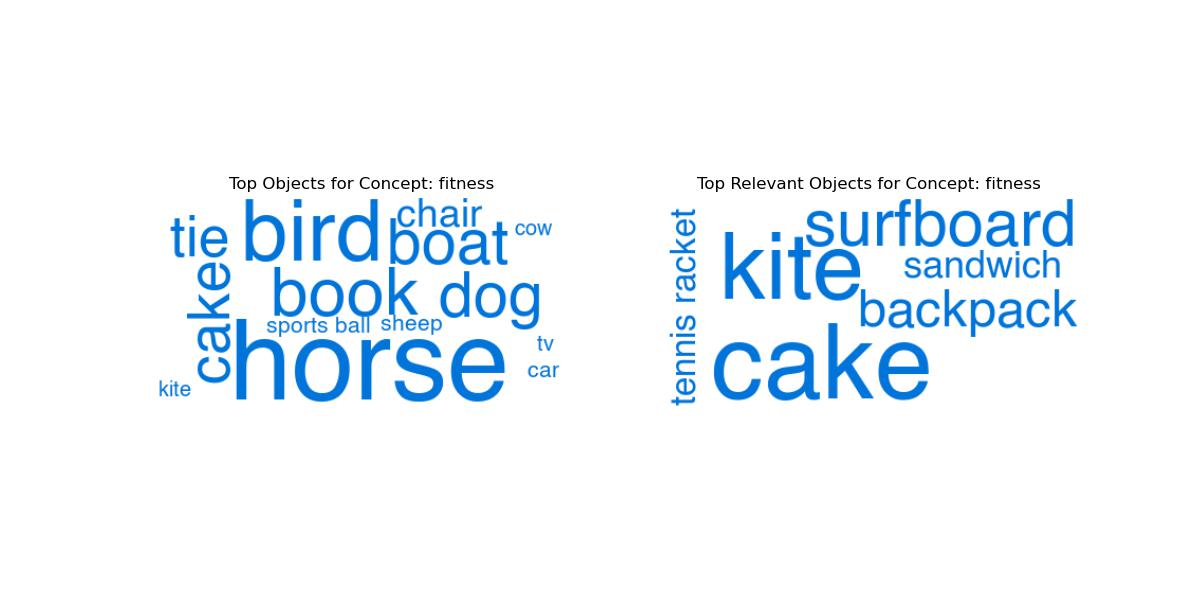 Top Objects for Concept: fitness
tie
bird
chair
boat
cow
cake
book
dog
sports ball
sheep
horse
tv
car
kite
Top Relevant Objects for Concept: fitness
tennis racket
surfboard
kite
sandwich
backpack
cake